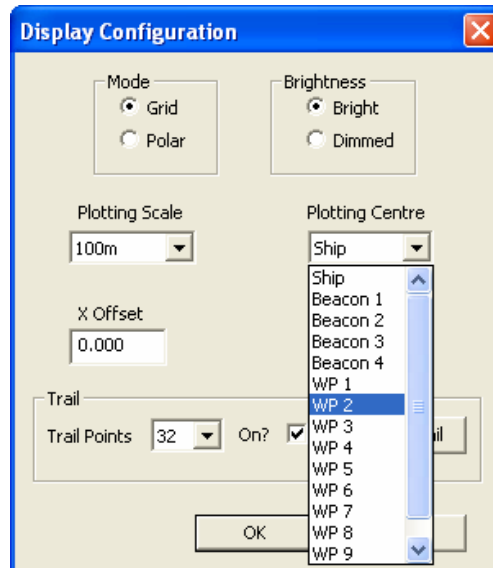 Display Configuration
Mode
Grid
Polar
Brightness
Bright
Dimmed
Plotting Scale
100m
Plotting Centre
Ship
Ship
Beacon 1
Beacon 2
Beacon 3
Beacon 4
WP 1
WP 2
WP 3
WP 4
WP 5
WP 6
WP 7
WP 8
WP 9
X Offset
0.000
Trail
Trail Points
32
On?
OK